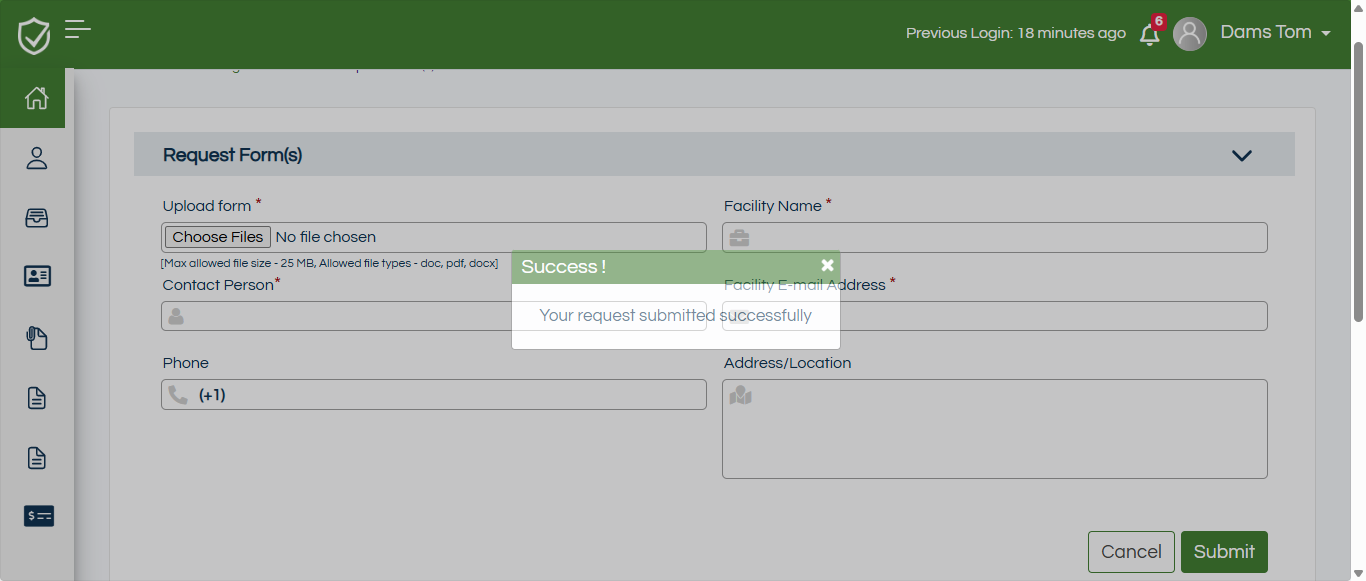 Previous Login: 18 minutes ago 6 Dams Tom
Request Form(s)
Upload form * Facility Name *
Choose Files No file chosen
[Max allowed file size - 25 MB, Allowed file types - doc, pdf, docx]
Success !
Contact Person* Facility E-mail Address *
Your request submitted successfully
Phone Address/Location
(+1)
Cancel Submit